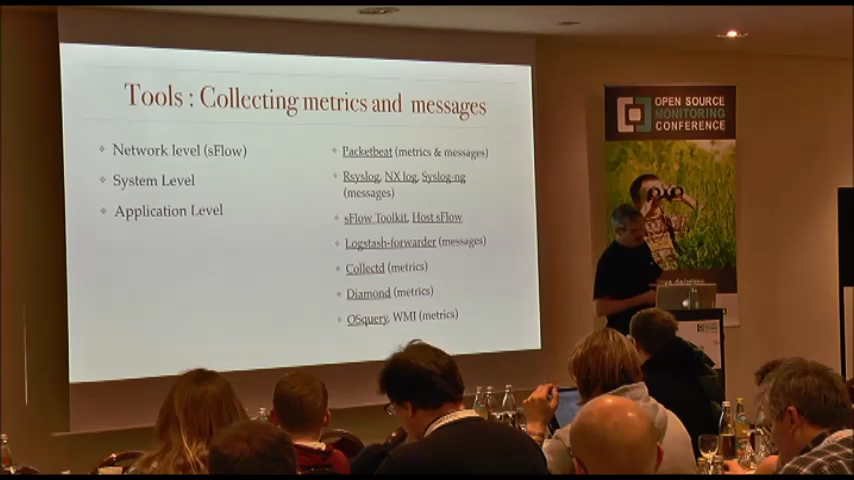 Tools : Collecting metrics and messages
Network level (sFlow)
System Level
Application Level
Packetbeat (metrics & messages)
Rsyslog, NX log, Syslog-ng
(messages)
sFlow Toolkit, Host sFlow
Logstash-forwarder (messages)
Collectd (metrics)
Diamond (metrics)
OSquery, WMI (metrics)
OPEN SOURCE
MONITORING
CONFERENCE